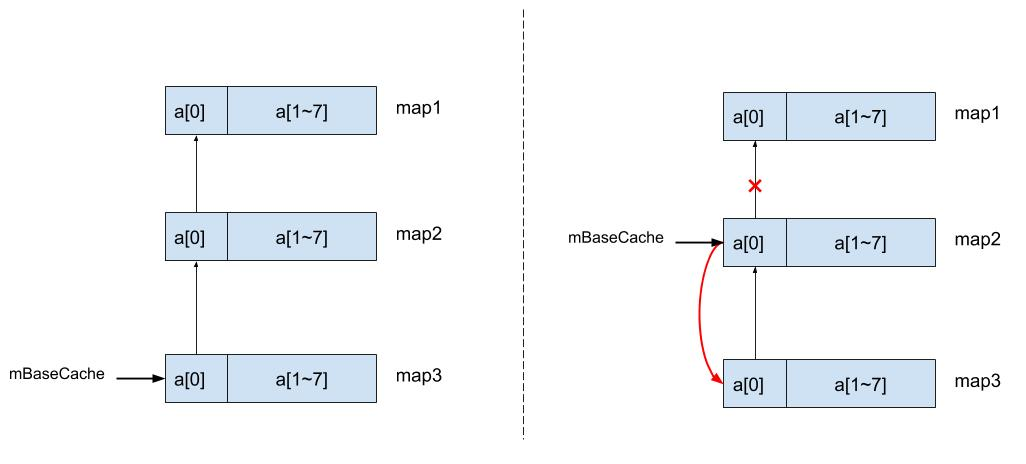 a[0] a[1~7] map1
a[0] a[1~7] map2
mBaseCache a[0] a[1~7] map3
a[0] a[1~7] map1
mBaseCache a[0] a[1~7] map2
a[0] a[1~7] map3